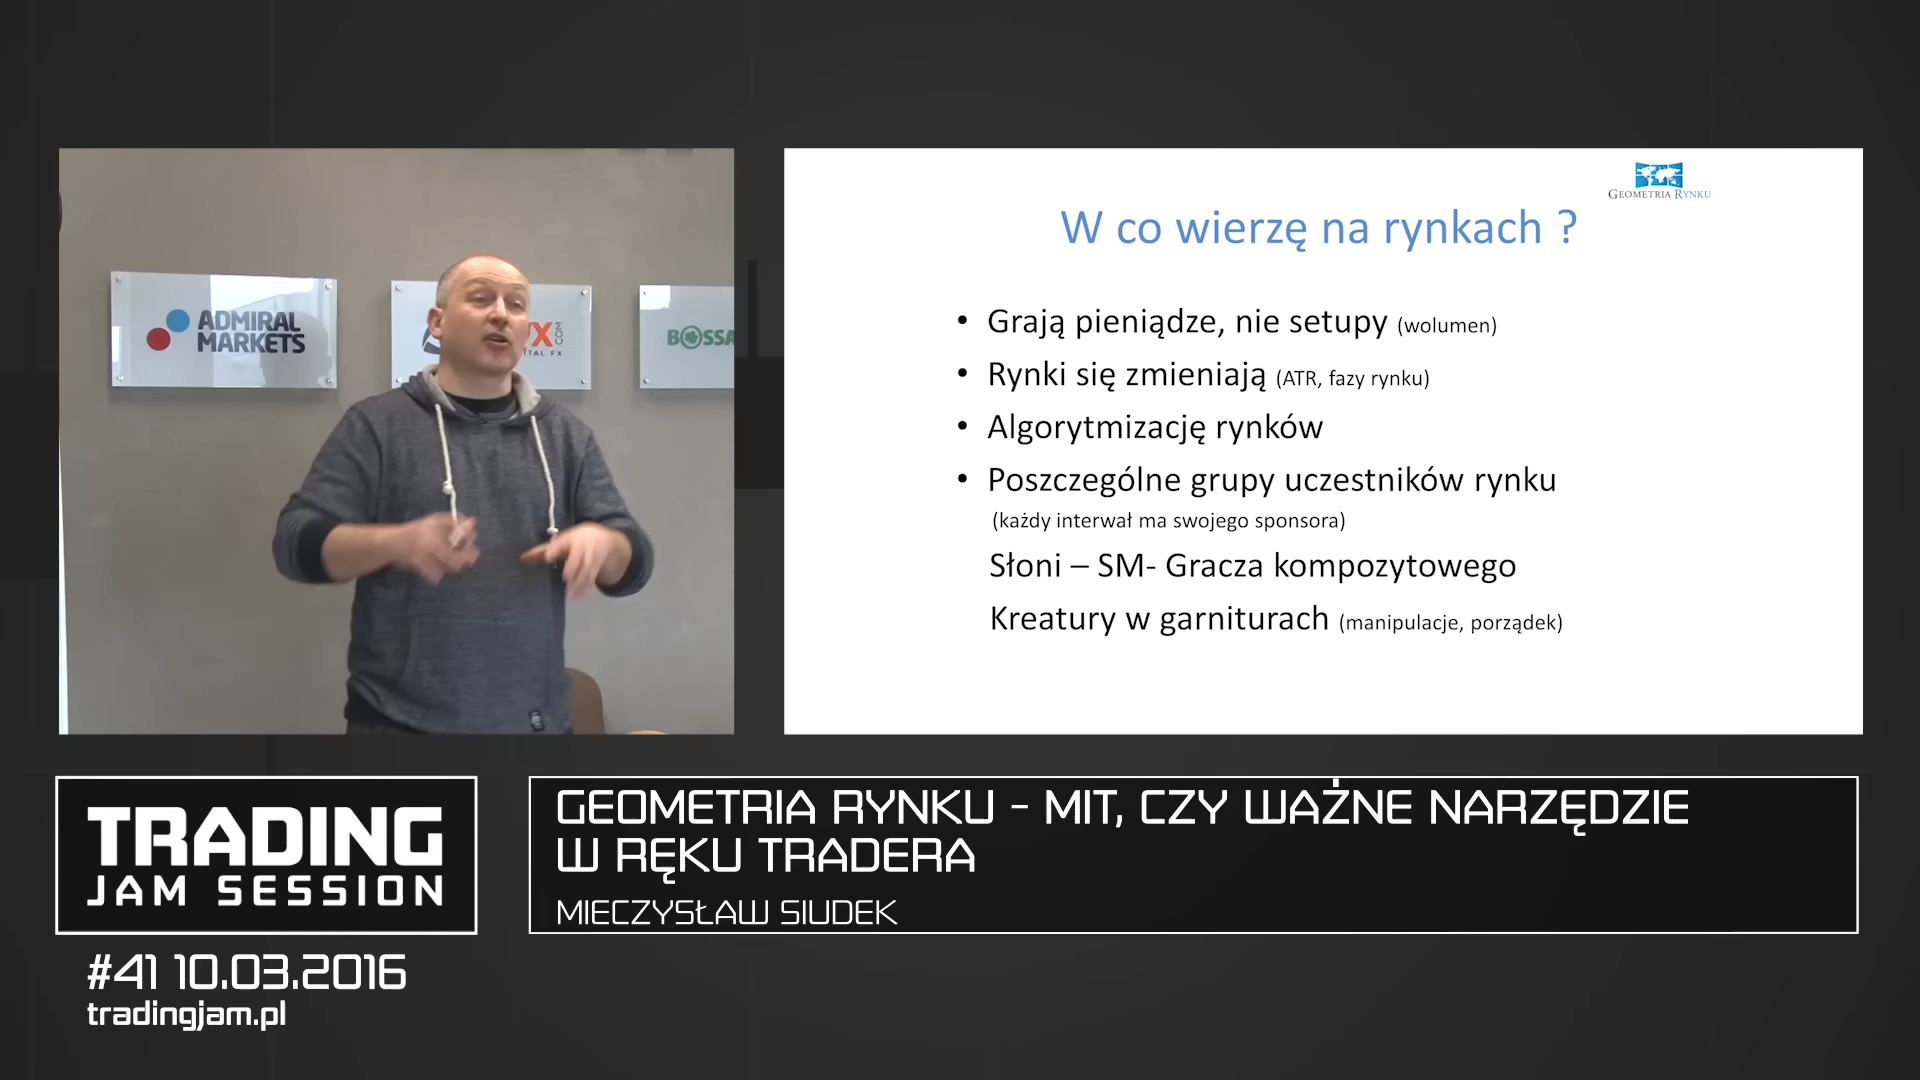 ADMIRAL
MARKETS
X
COM
ITAL FX
BOSSA
GEOMETRIA RYNKU
W co wierzę na rynkach ?
• Grają pieniądze, nie setupy (wolumen)
• Rynki się zmieniają (ATR, fazy rynku)
• Algorytmizację rynków
• Poszczególne grupy uczestników rynku
(każdy interwał ma swojego sponsora)
Słoni – SM- Gracza kompozytowego
Kreatury w garniturach (manipulacje, porządek)
TRADING
JAM SESSION
GEOMETRIA RYNKU - MIT, CZY WAŻNE NARZĘDZIE
W RĘKU TRADERA
MIECZYSŁAW SIUDEK
#41 10.03.2016
tradingjam.pl